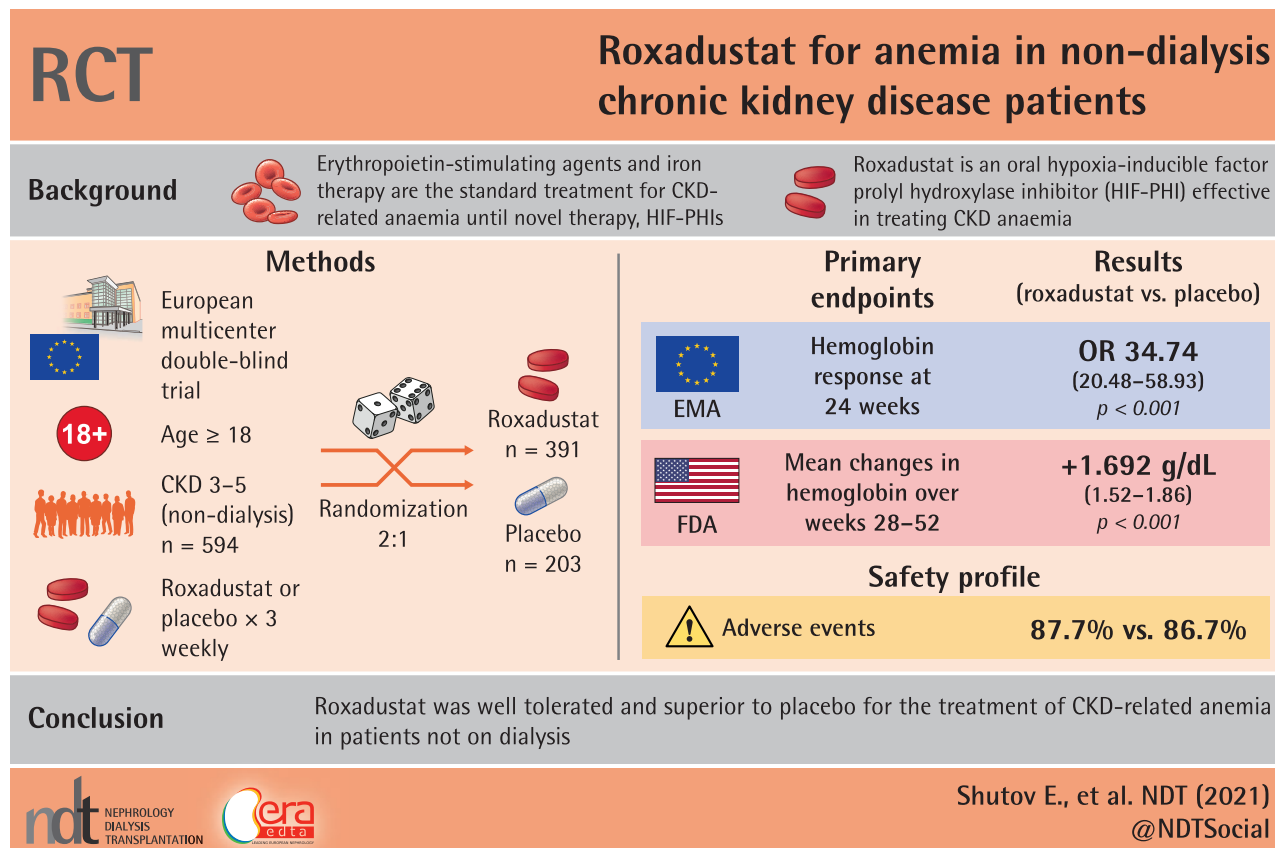 RCT
Roxadustat for anemia in non-dialysis
chronic kidney disease patients
Background
Erythropoietin-stimulating agents and iron
therapy are the standard treatment for CKD-
related anaemia until novel therapy, HIF-PHIs
Roxadustat is an oral hypoxia-inducible factor
prolyl hydroxylase inhibitor (HIF-PHI) effective
in treating CKD anaemia
Methods
European
multicenter
double-blind
trial
18+
Age ≥ 18
CKD 3–5
(non-dialysis)
n = 594
Roxadustat or
placebo × 3
weekly
Randomization
2:1
Roxadustat
n = 391
Placebo
n = 203
Primary
endpoints
Results
(roxadustat vs. placebo)
EMA
Hemoglobin
response at
24 weeks
OR 34.74
(20.48–58.93)
p < 0.001
FDA
Mean changes in
hemoglobin over
weeks 28–52
+1.692 g/dL
(1.52–1.86)
p < 0.001
Safety profile
!
Adverse events
87.7% vs. 86.7%
Conclusion
Roxadustat was well tolerated and superior to placebo for the treatment of CKD-related anemia
in patients not on dialysis
ndt
NEPHROLOGY
DIALYSIS
TRANSPLANTATION
era
edta
LEADING EUROPEAN NEPHROLOGY
Shutov E., et al. NDT (2021)
@NDTSocial